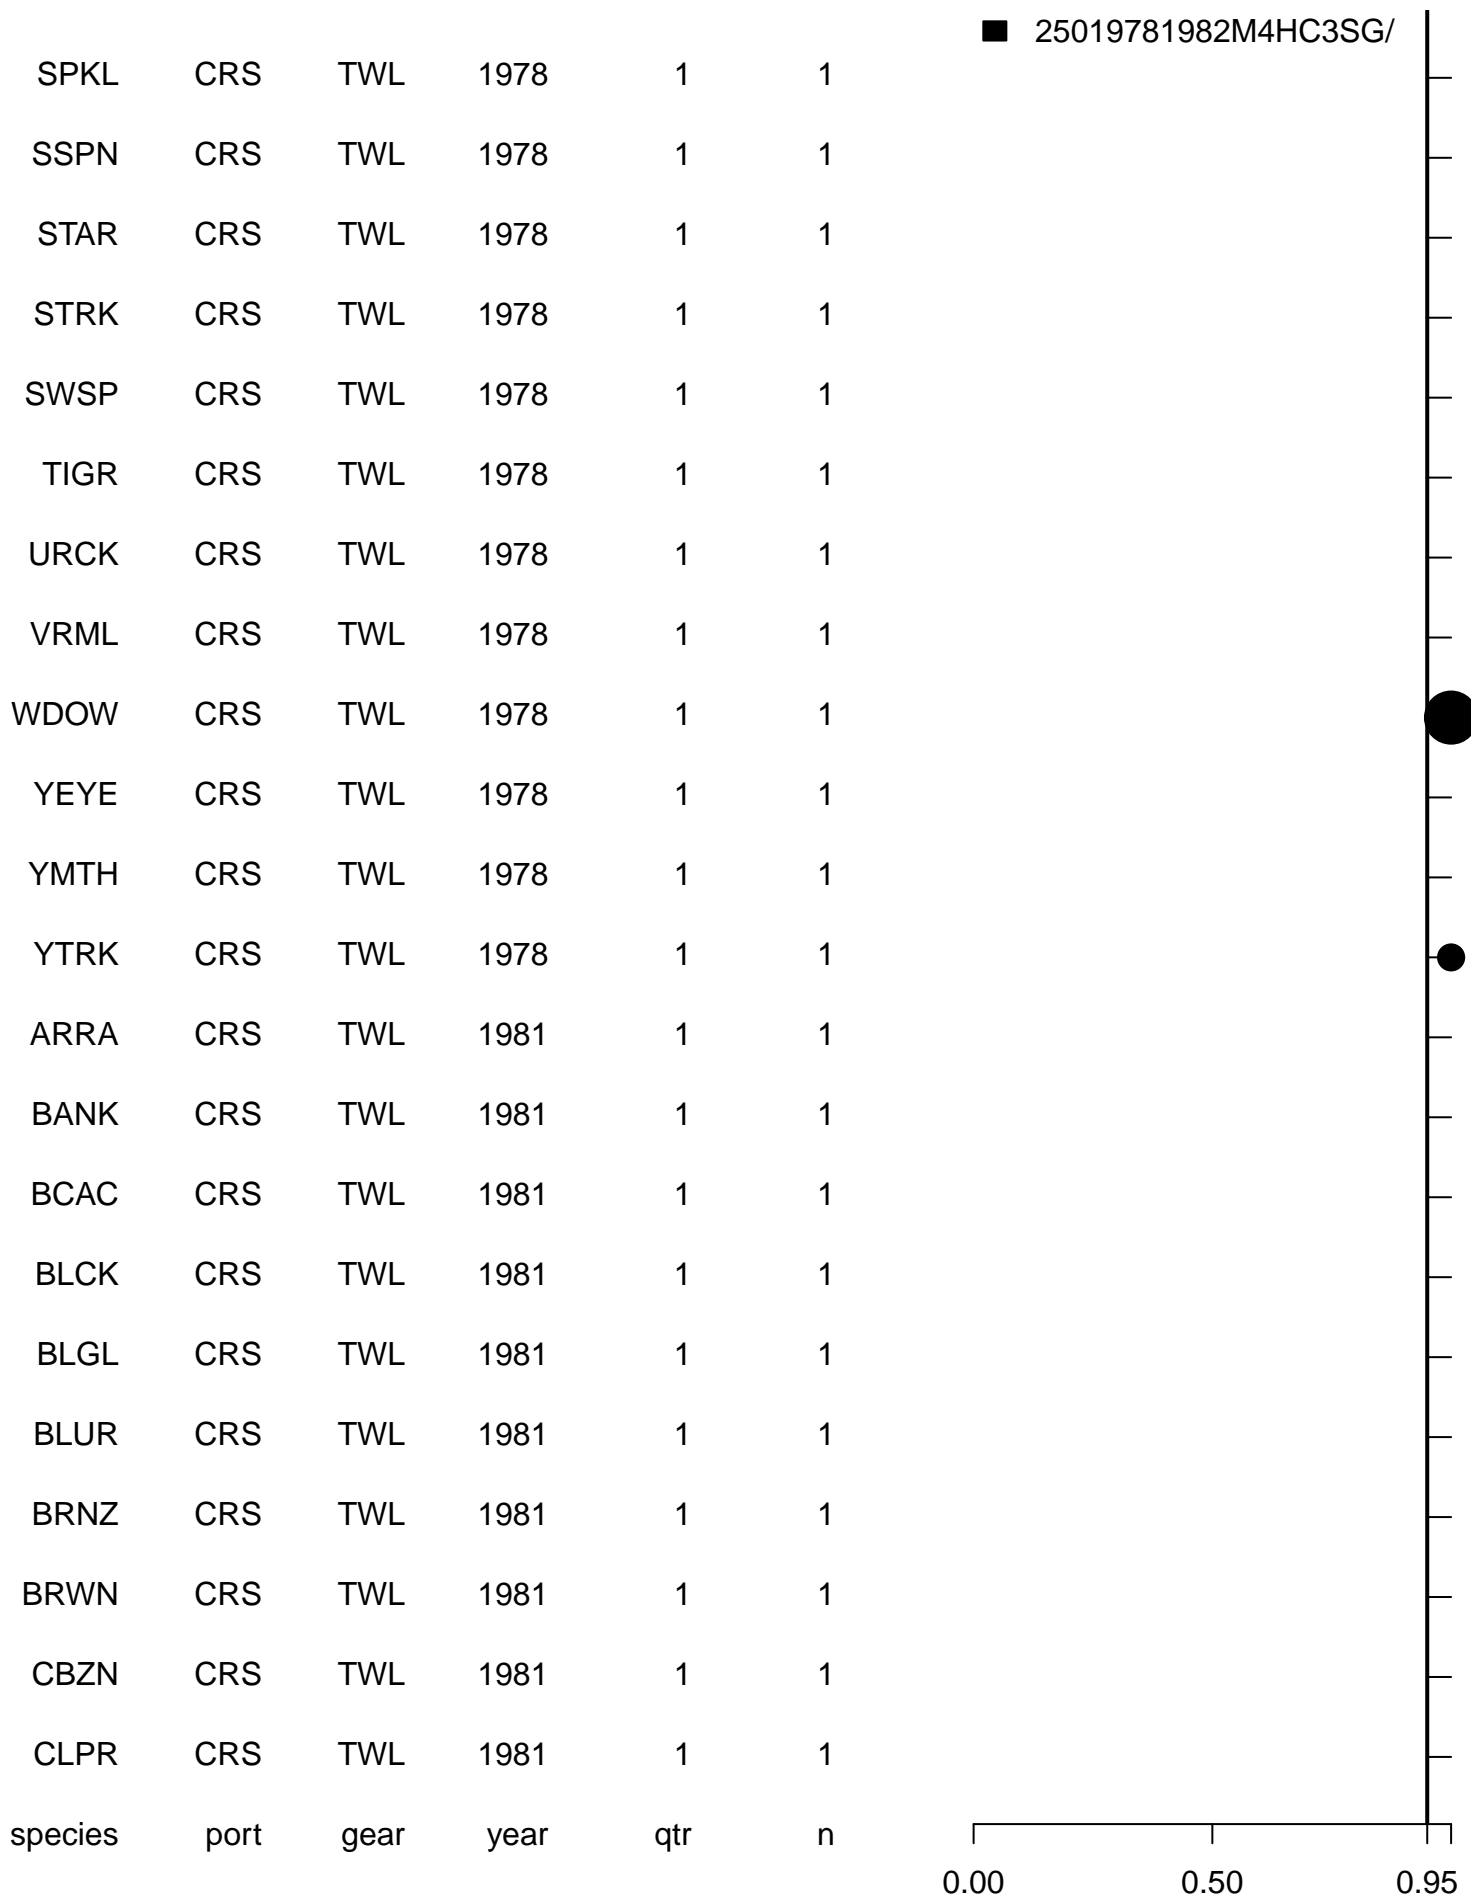 25019781982M4HC3SG/
SPKL CRS TWL 1978 1 1
SSPN CRS TWL 1978 1 1
STAR CRS TWL 1978 1 1
STRK CRS TWL 1978 1 1
SWSP CRS TWL 1978 1 1
TIGR CRS TWL 1978 1 1
URCK CRS TWL 1978 1 1
VRML CRS TWL 1978 1 1
WDOW CRS TWL 1978 1 1
YEYE CRS TWL 1978 1 1
YMTH CRS TWL 1978 1 1
YTRK CRS TWL 1978 1 1
ARRA CRS TWL 1981 1 1
BANK CRS TWL 1981 1 1
BCAC CRS TWL 1981 1 1
BLCK CRS TWL 1981 1 1
BLGL CRS TWL 1981 1 1
BLUR CRS TWL 1981 1 1
BRNZ CRS TWL 1981 1 1
BRWN CRS TWL 1981 1 1
CBZN CRS TWL 1981 1 1
CLPR CRS TWL 1981 1 1
species port gear year qtr n
0.00 0.50 0.95